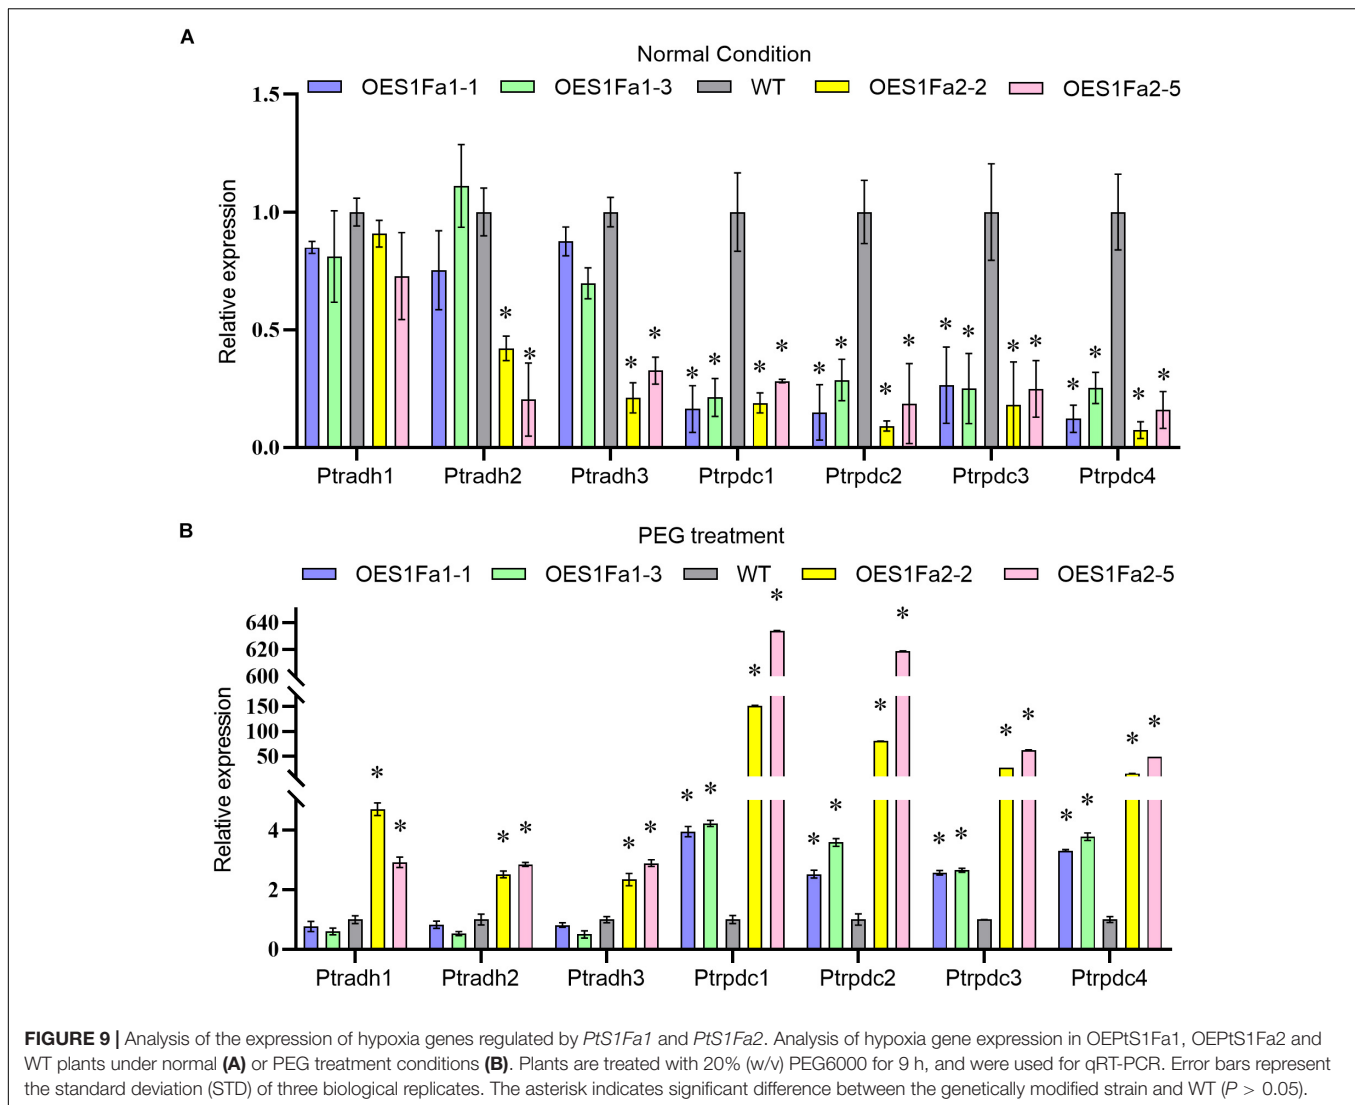 A
Normal Condition
OES1Fa1-1 OES1Fa1-3 WT OES1Fa2-2 OES1Fa2-5
Relative expression
1.5
1.0
0.5
0.0
* * * * * * * * * * * * * * * * * * * *
Ptradh1 Ptradh2 Ptradh3 Ptrpdc1 Ptrpdc2 Ptrpdc3 Ptrpdc4
B
PEG treatment
OES1Fa1-1 OES1Fa1-3 WT OES1Fa2-2 OES1Fa2-5
Relative expression
640
620
600
150
100
50
4
2
0
* * * * * * * * * * * * * * * * * * * * * *
Ptradh1 Ptradh2 Ptradh3 Ptrpdc1 Ptrpdc2 Ptrpdc3 Ptrpdc4
FIGURE 9 | Analysis of the expression of hypoxia genes regulated by PtS1Fa1 and PtS1Fa2. Analysis of hypoxia gene expression in OEPtS1Fa1, OEPtS1Fa2 and
WT plants under normal (A) or PEG treatment conditions (B). Plants are treated with 20% (w/v) PEG6000 for 9 h, and were used for qRT-PCR. Error bars represent
the standard deviation (STD) of three biological replicates. The asterisk indicates significant difference between the genetically modified strain and WT (P > 0.05).